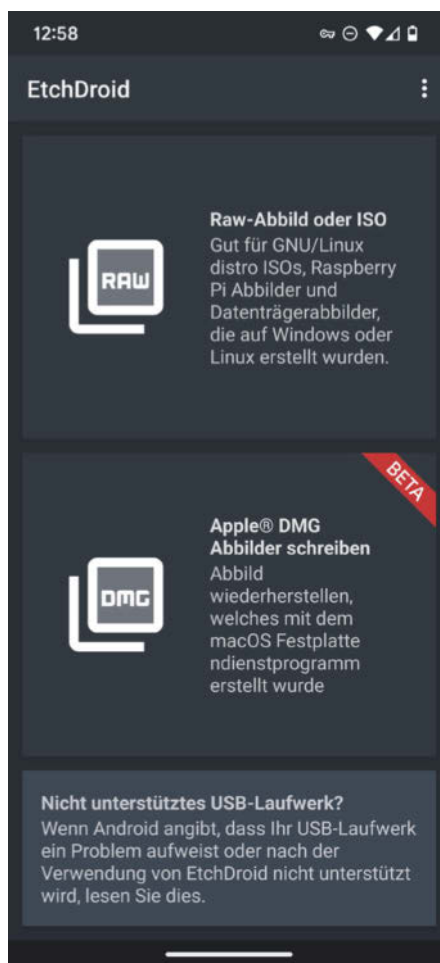 12:58
EtchDroid
RAW
Raw-Abbild oder ISO
Gut für GNU/Linux
distro ISOs, Raspberry
Pi Abbilder und
Datenträgerabbilder,
die auf Windows oder
Linux erstellt wurden.
BETA
DMG
Apple® DMG
Abbilder schreiben
Abbild
wiederherstellen,
welches mit dem
macOS Festplatte
ndienstprogramm
erstellt wurde
Nicht unterstütztes USB-Laufwerk?
Wenn Android angibt, dass Ihr USB-Laufwerk
ein Problem aufweist oder nach der
Verwendung von EtchDroid nicht unterstützt
wird, lesen Sie dies.